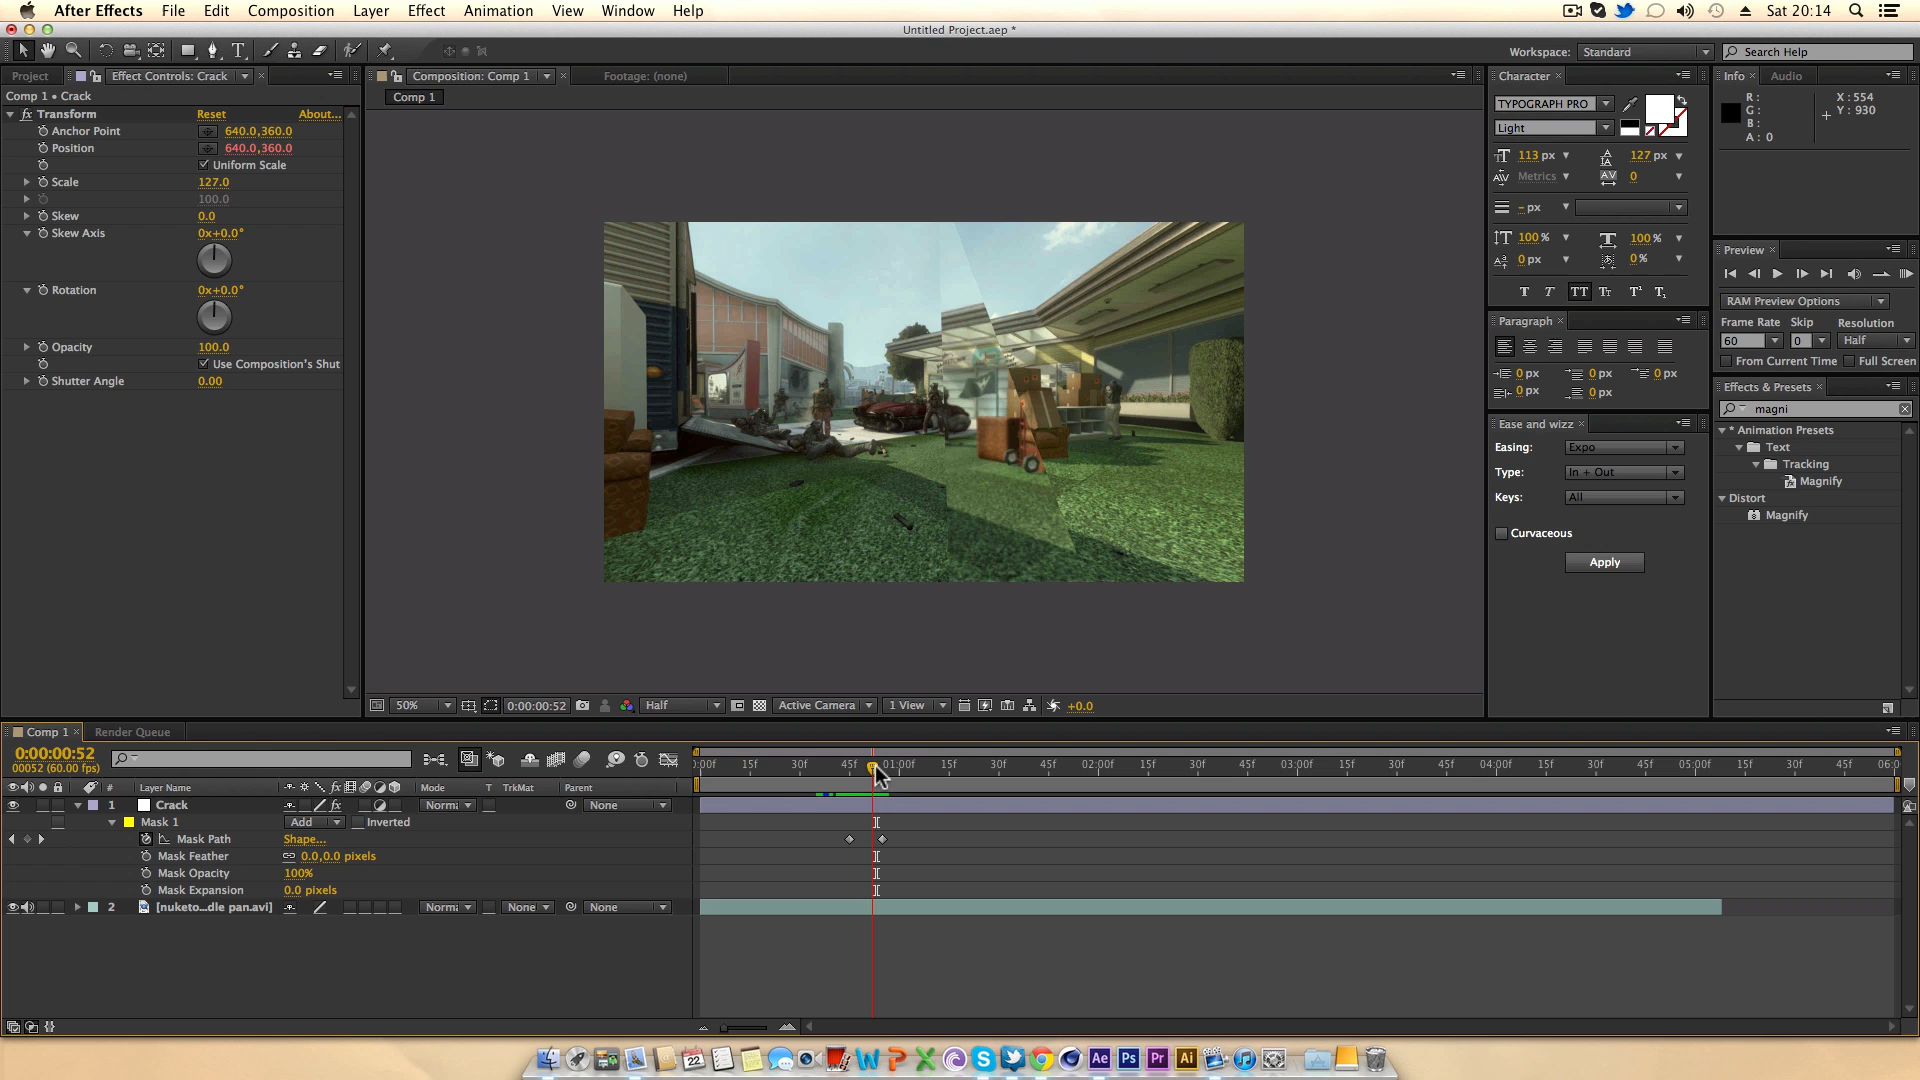 After Effects File Edit Composition Layer Effect Animation View Window Help Sat 20:14
Untitled Project.aep *
Workspace: Standard Search Help
Project Effect Controls: Crack Composition: Comp 1 Footage: (none) Character Info Audio
Comp 1 • Crack
Comp 1
Transform Reset About...
Anchor Point 640.0,360.0
Position 640.0,360.0
Uniform Scale
Scale 127.0
100.0
Skew 0.0
Skew Axis 0x+0.0°
Rotation 0x+0.0°
Opacity 100.0
Use Composition's Shut
Shutter Angle 0.00
TYPOGRAPH PRO
Light
113 px 127 px
Metrics 0
- px
100 % 100 %
0 px 0 %
Paragraph
0 px 0 px 0 px
0 px 0 px
Ease and wizz
Easing: Expo
Type: In + Out
Keys: All
Curvaceous
Apply
R: X: 554
G: Y: 930
B:
A: 0
Preview
RAM Preview Options
Frame Rate Skip Resolution
60 0 Half
From Current Time Full Screen
Effects & Presets
magni
* Animation Presets
Text
Tracking
Magnify
Distort
Magnify
50% 0:00:00:52 Half Active Camera 1 View +0.0
Comp 1 Render Queue
0:00:00:52
00052 (60.00 fps)
:00f 15f 30f 45f 01:00f 15f 30f 45f 02:00f 15f 30f 45f 03:00f 15f 30f 45f 04:00f 15f 30f 45f 05:00f 15f 30f 45f 06:0
# Layer Name Mode T TrkMat Parent
1 Crack Norma None
Mask 1 Add Inverted
Mask Path Shape...
Mask Feather 0.0,0.0 pixels
Mask Opacity 100%
Mask Expansion 0.0 pixels
2 [nuketo...dle pan.avi] Norma None None
22 Ae Ps Pr Ai